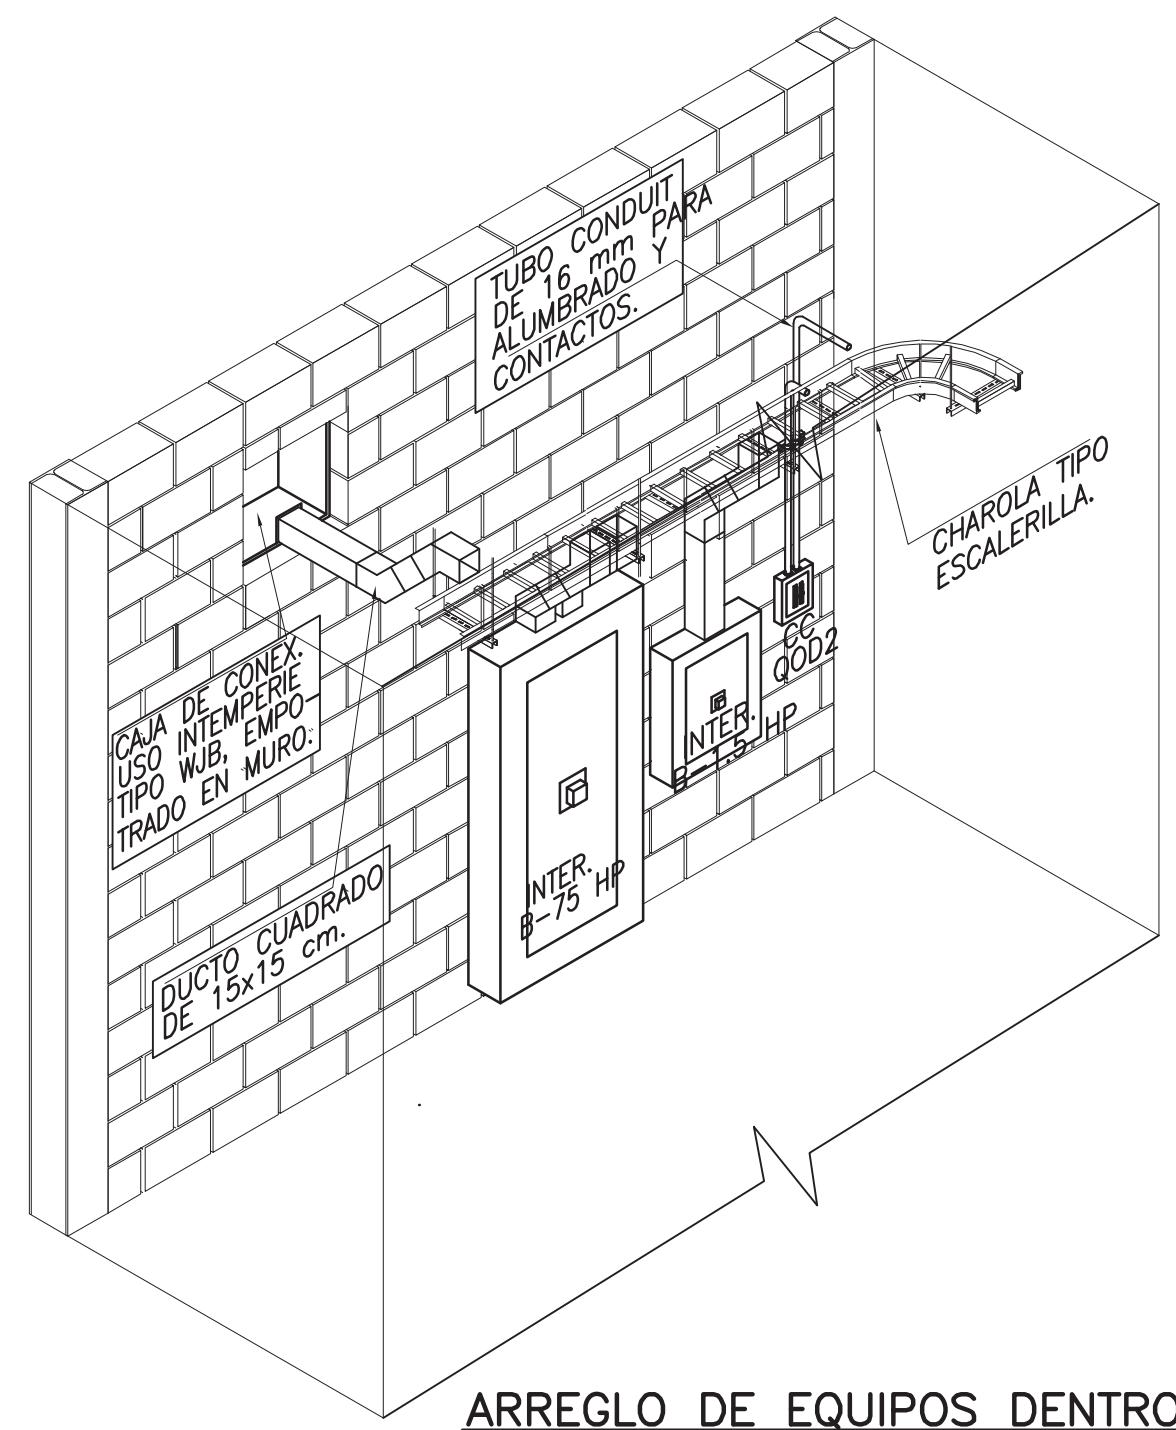 TUBO CONDUIT
DE 16 mm PARA
ALUMBRADO Y
CONTACTOS.
CHAROLA TIPO
ESCALERILLA.
CC
QOD2
CAJA DE CONEX.
USO INTEMPERIE
TIPO WJB, EMPO-
TRADO EN MURO.
INTER.
B-1.5 HP
INTER.
B-75 HP
DUCTO CUADRADO
DE 15x15 cm.
ARREGLO DE EQUIPOS DENTRO